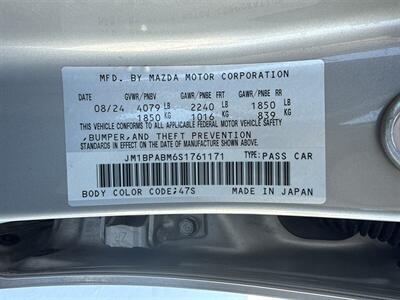 MFD. BY MAZDA MOTOR CORPORATION
GVWR/PNBV GAWR/PNBE FRT GAWR/PNBE RR
08/24 4079 LB 2240 LB 1850 LB
1850 KG 1016 KG 839 KG
THIS VEHICLE CONFORMS TO ALL APPLICABLE FEDERAL MOTOR VEHICLE SAFETY
,BUMPER,AND THEFT PREVENTION
STANDARDS IN EFFECT ON THE DATE OF MANUFACTURE SHOWN ABOVE.
JM1BPABM6S1761171 TYPE:PASS CAR
BODY COLOR CODE;47S MADE IN JAPAN